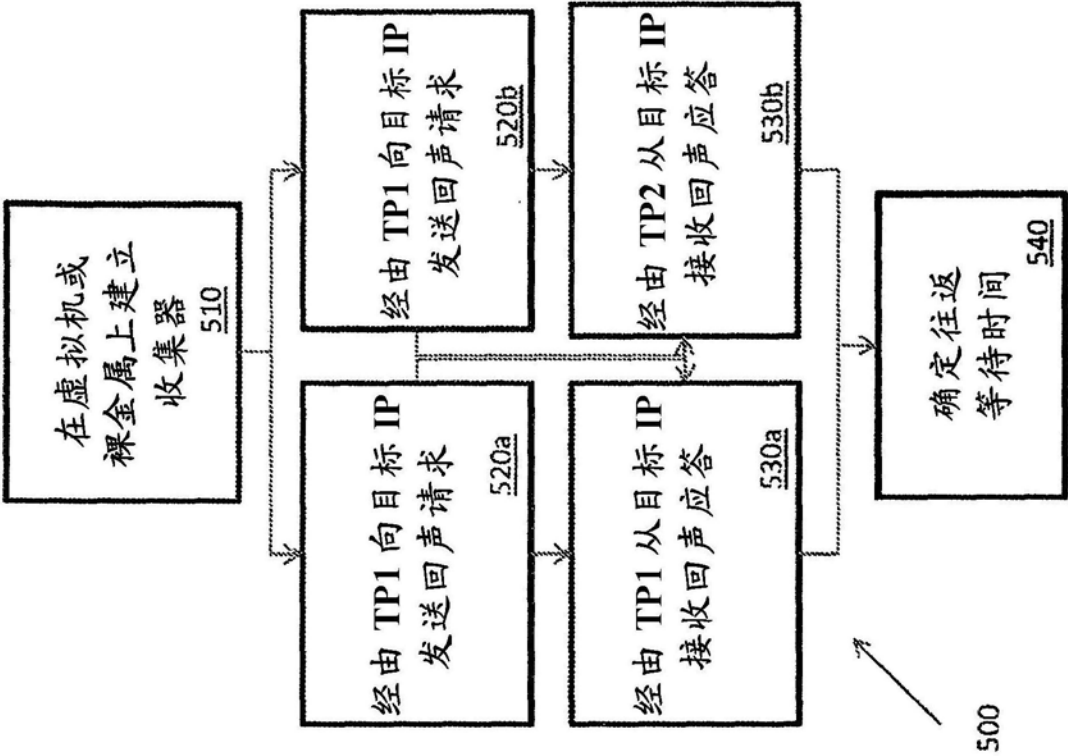 在虚拟机或
裸金属上建立
收集器
510
经由 TP1 向目标 IP
发送回声请求
520a
经由 TP1 向目标 IP
发送回声请求
520b
经由 TP1 从目标 IP
接收回声应答
530a
经由 TP2 从目标 IP
接收回声应答
530b
确定往返
等待时间
540
500